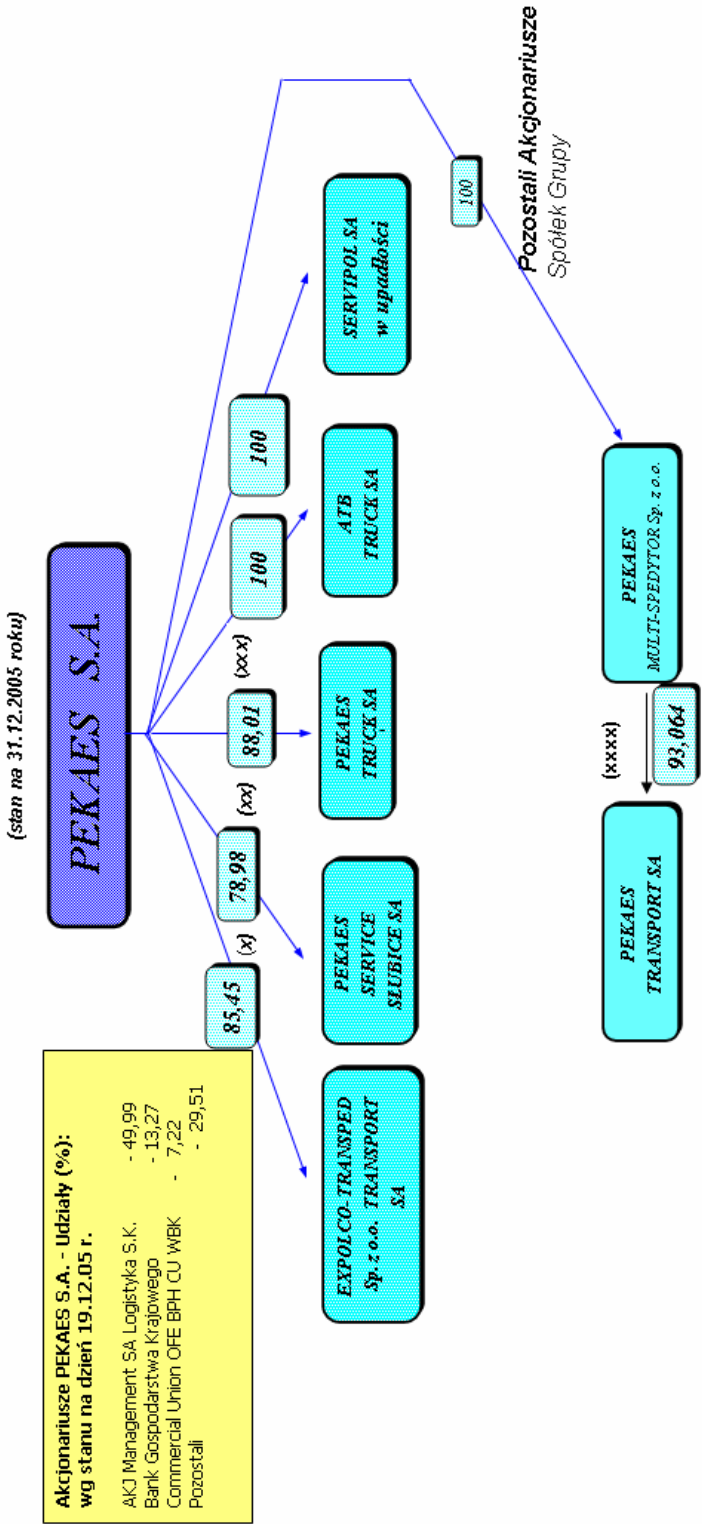 (stan na 31.12.2005 roku)
PEKAES S.A.
Akcjonariusze PEKAES S.A. - Udziały (%):
wg stanu na dzień 19.12.05 r.
AKJ Management SA Logistyka S.K. - 49,99
Bank Gospodarstwa Krajowego - 13,27
Commercial Union OFE BPH CU WBK - 7,22
Pozostali - 29,51
85,45
(x)
78,98
(xx)
88,01
(xxx)
100
100
EXPOLCO-TRANSPED
Sp. z o.o. TRANSPORT
SA
PEKAES
SERVICE
SŁUBICE SA
PEKAES
TRUCK SA
ATB
TRUCK SA
SERVIPOL SA
w upadłości
100
Pozostali Akcjonariusze
Spółek Grupy
PEKAES
TRANSPORT SA
(xxxx)
93,064
PEKAES
MULTI-SPEDYTOR Sp. z o.o.